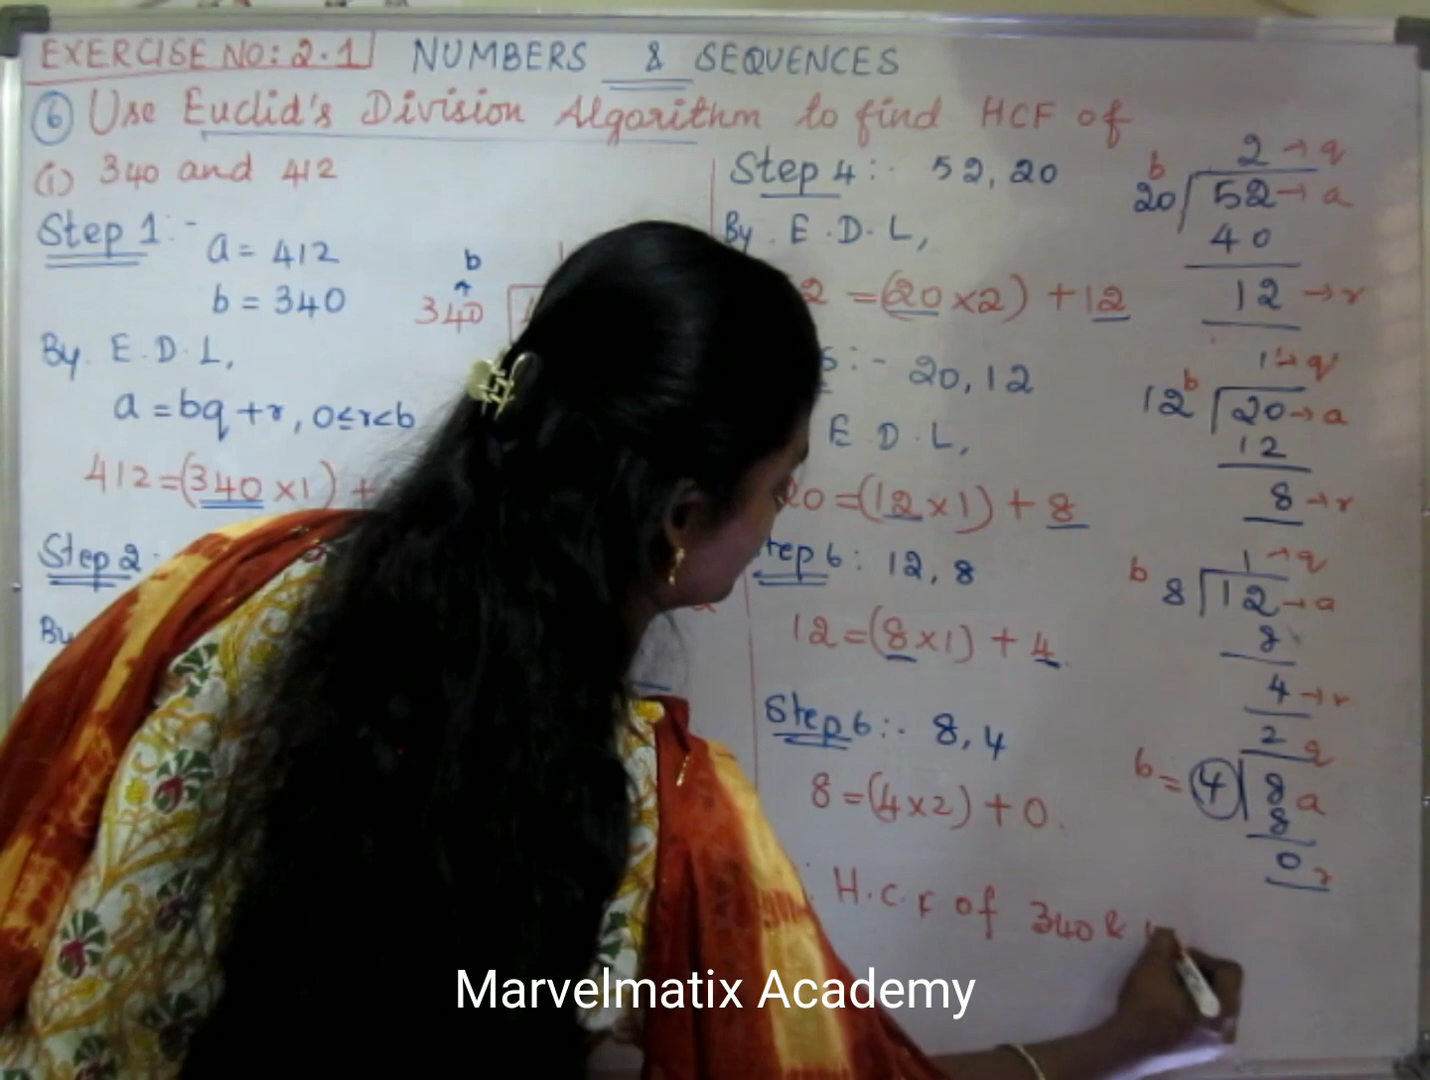 EXERCISE NO: 2.1 NUMBERS & SEQUENCES
6 Use Euclid's Division Algorithm to find HCF of
(i) 340 and 412
Step 1:-
a = 412
b = 340
b
340
By. E.D.L,
a = bq + r, 0≤r<b
412 = (340 ×1) +
Step 2
By
Step 4:- 52, 20
By. E.D.L,
2 = (20 ×2) + 12
:- 20, 12
E D.L,
20 = (12 ×1) + 8
tep 6: 12, 8
12 = (8 ×1) + 4
Step 6:- 8, 4
8 = (4×2) + 0.
H.C.F of 340 &
2 → q
b
20 52 → a
40
12 → r
1 → q
b
12 20 → a
12
8 → r
1 → q
b
8 12 → a
8
4 → r
2 q
b = 4 8 a
8
0 r
Marvelmatix Academy